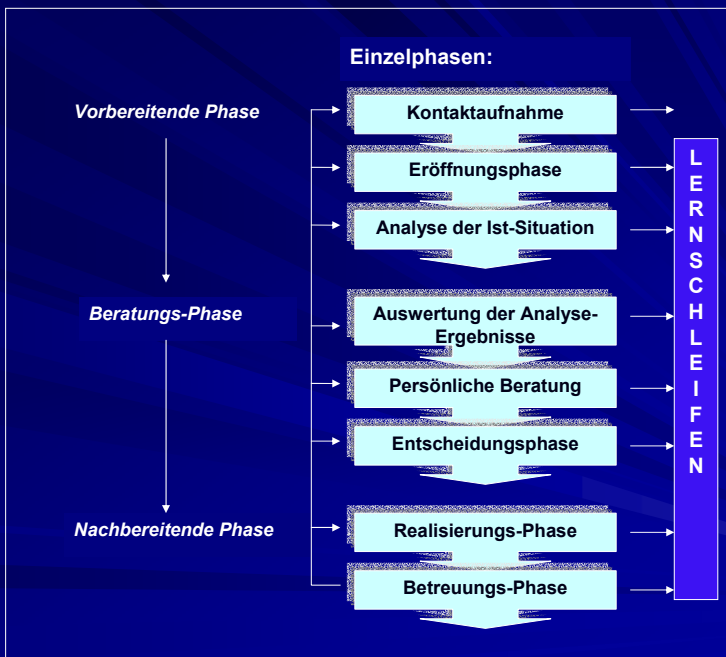 Einzelphasen:
Vorbereitende Phase
Kontaktaufnahme
Eröffnungsphase
Analyse der Ist-Situation
Beratungs-Phase
Auswertung der Analyse-
Ergebnisse
Persönliche Beratung
Entscheidungsphase
Nachbereitende Phase
Realisierungs-Phase
Betreuungs-Phase
L
E
R
N
S
C
H
L
E
I
F
E
N